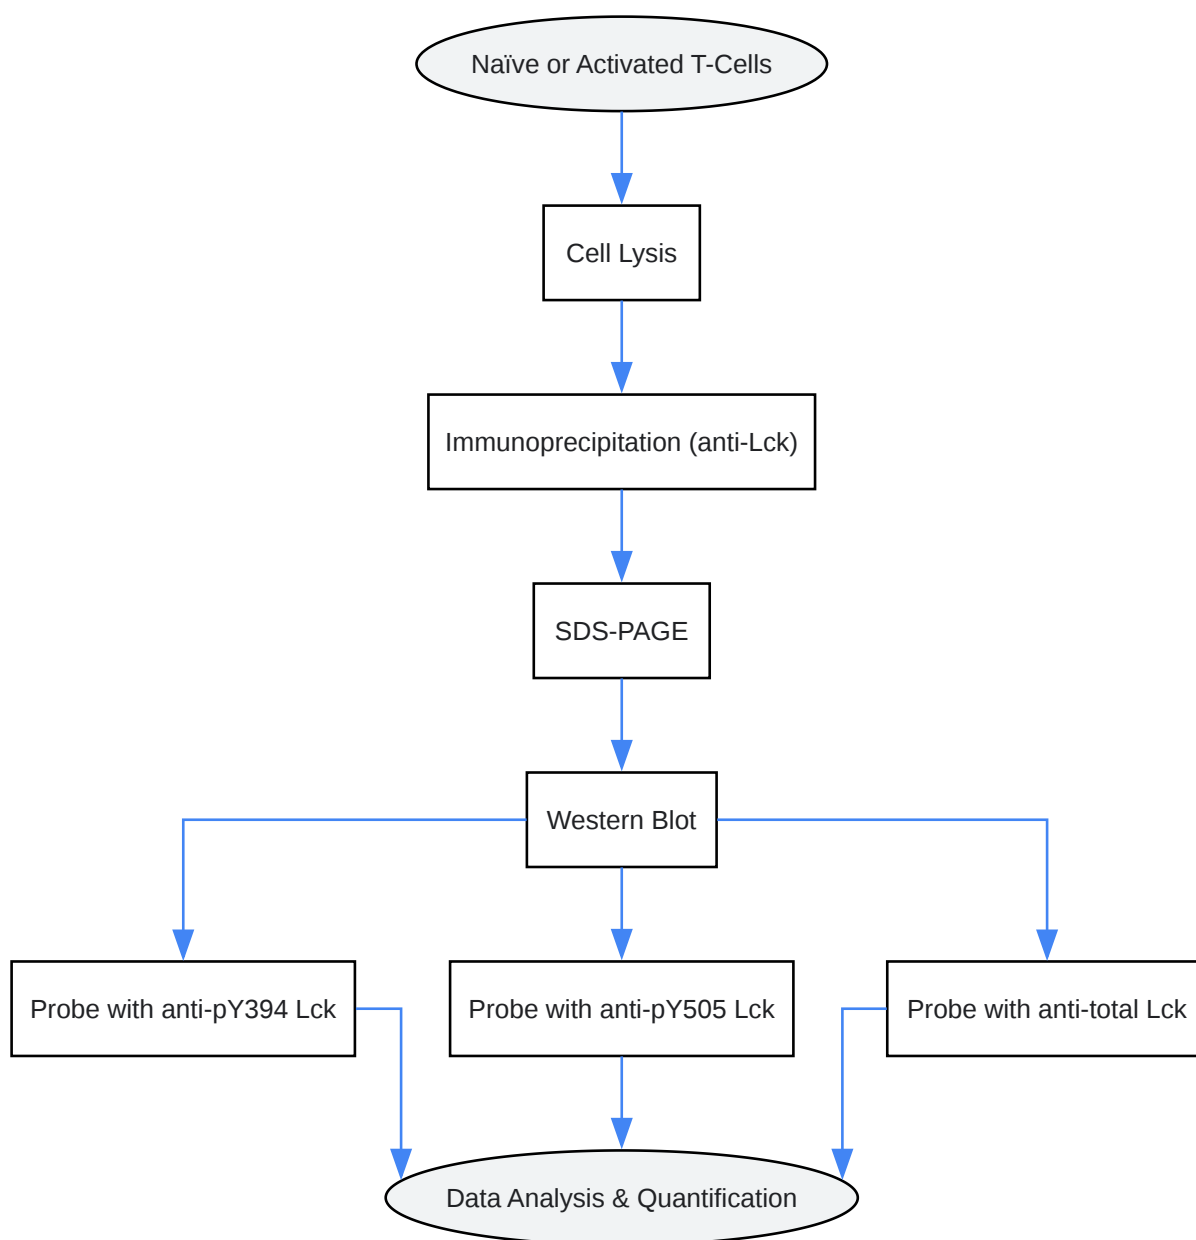 Naïve or Activated T-Cells
Cell Lysis
Immunoprecipitation (anti-Lck)
SDS-PAGE
Western Blot
Probe with anti-pY394 Lck
Probe with anti-pY505 Lck
Probe with anti-total Lck
Data Analysis & Quantification